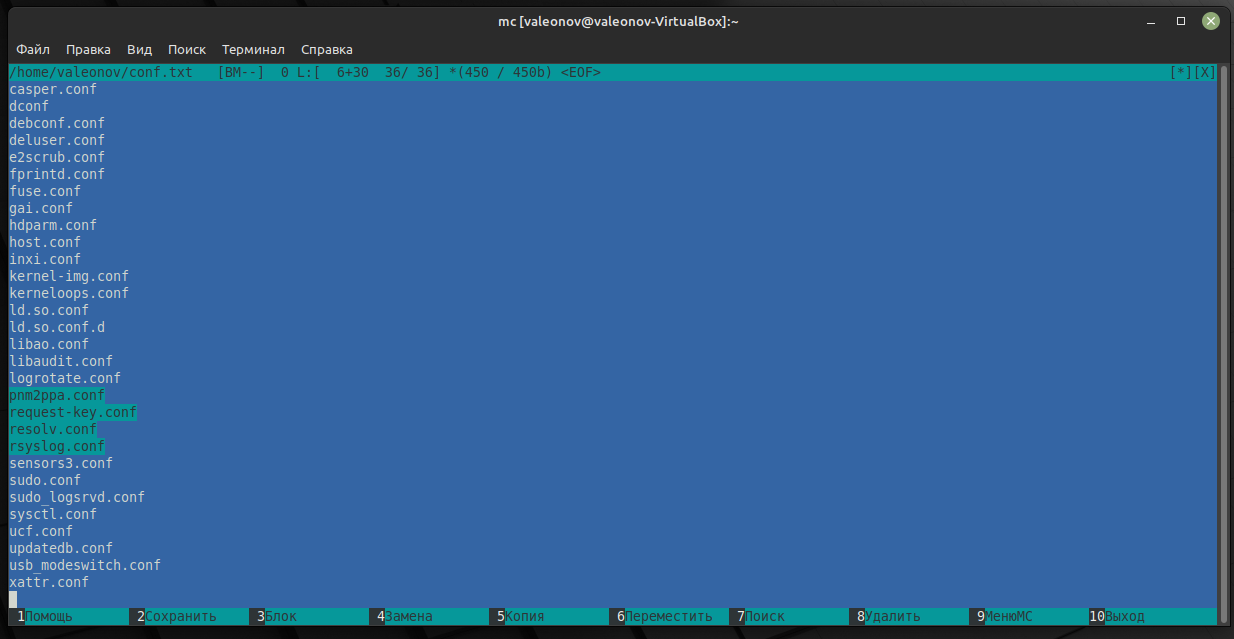 mc [valeonov@valeonov-VirtualBox]:~
Файл Правка Вид Поиск Терминал Справка
/home/valeonov/conf.txt [BM--] 0 L:[ 6+30 36/ 36] *(450 / 450b) <EOF> [*][X]
casper.conf
dconf
debconf.conf
deluser.conf
e2scrub.conf
fprintd.conf
fuse.conf
gai.conf
hdparm.conf
host.conf
inxi.conf
kernel-img.conf
kerneloops.conf
ld.so.conf
ld.so.conf.d
libao.conf
libaudit.conf
logrotate.conf
pnm2ppa.conf
request-key.conf
resolv.conf
rsyslog.conf
sensors3.conf
sudo.conf
sudo_logsrvd.conf
sysctl.conf
ucf.conf
updatedb.conf
usb_modeswitch.conf
xattr.conf
1Помощь 2Сохранить 3Блок 4Замена 5Копия 6Переместить 7Поиск 8Удалить 9МенюMC 10Выход